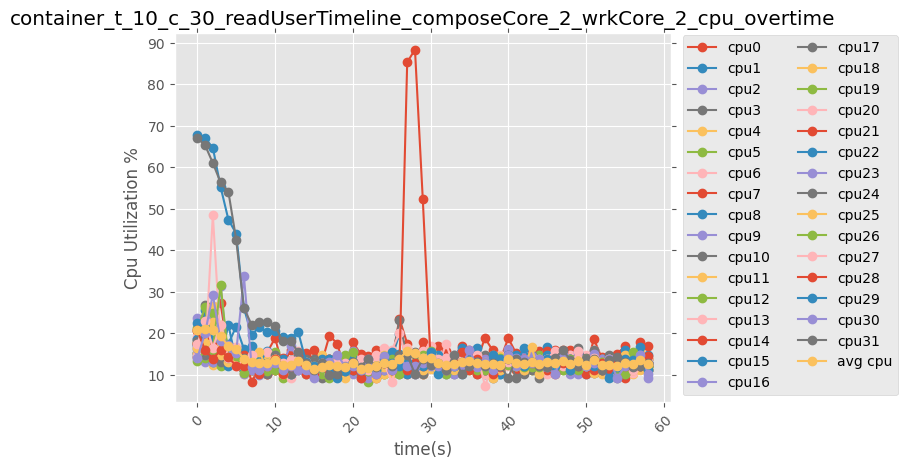 container_t_10_c_30_readUserTimeline_composeCore_2_wrkCore_2_cpu_overtime
Cpu Utilization %
90
80
70
60
50
40
30
20
10
0
10
20
30
40
50
60
time(s)
cpu0
cpu1
cpu2
cpu3
cpu4
cpu5
cpu6
cpu7
cpu8
cpu9
cpu10
cpu11
cpu12
cpu13
cpu14
cpu15
cpu16
cpu17
cpu18
cpu19
cpu20
cpu21
cpu22
cpu23
cpu24
cpu25
cpu26
cpu27
cpu28
cpu29
cpu30
cpu31
avg cpu